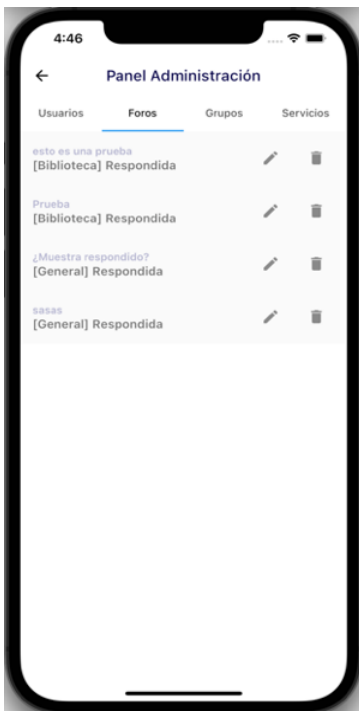 4:46
Panel Administración
Usuarios Foros Grupos Servicios
esto es una prueba
[Biblioteca] Respondida
Prueba
[Biblioteca] Respondida
¿Muestra respondido?
[General] Respondida
sasas
[General] Respondida